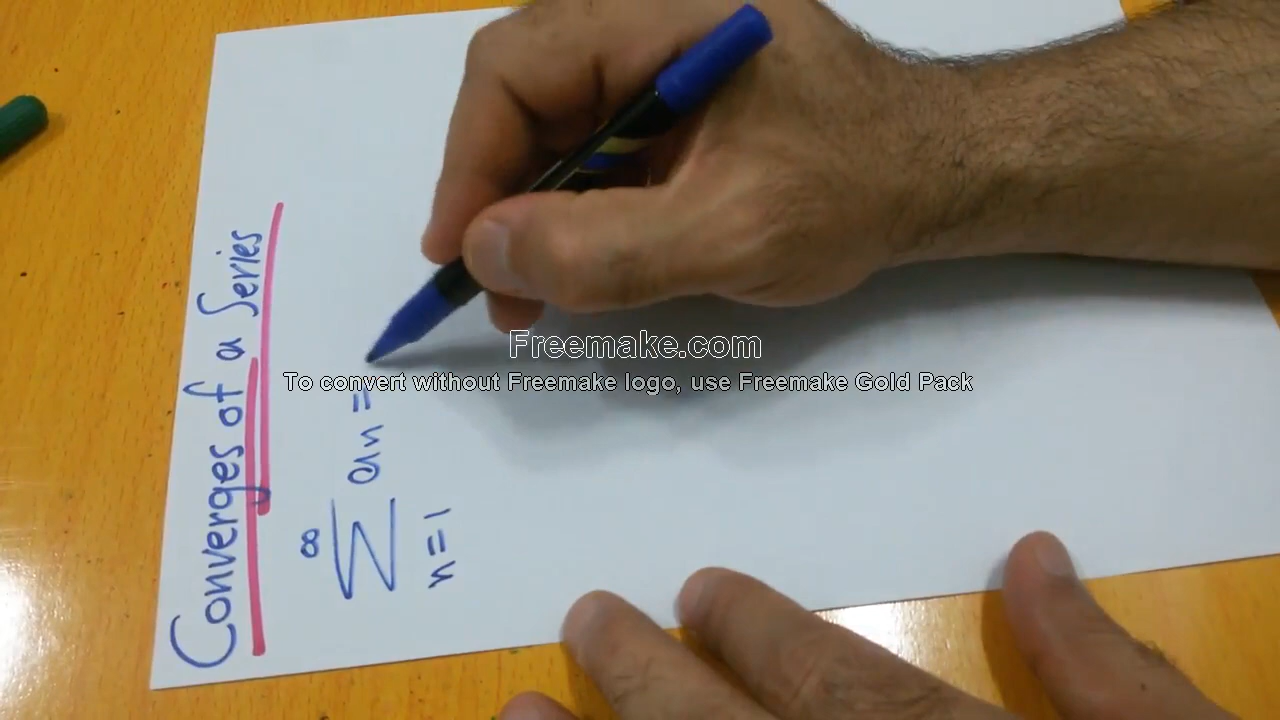 Converges of a Series
∞
∑ an =
n=1
Freemake.com
To convert without Freemake logo, use Freemake Gold Pack